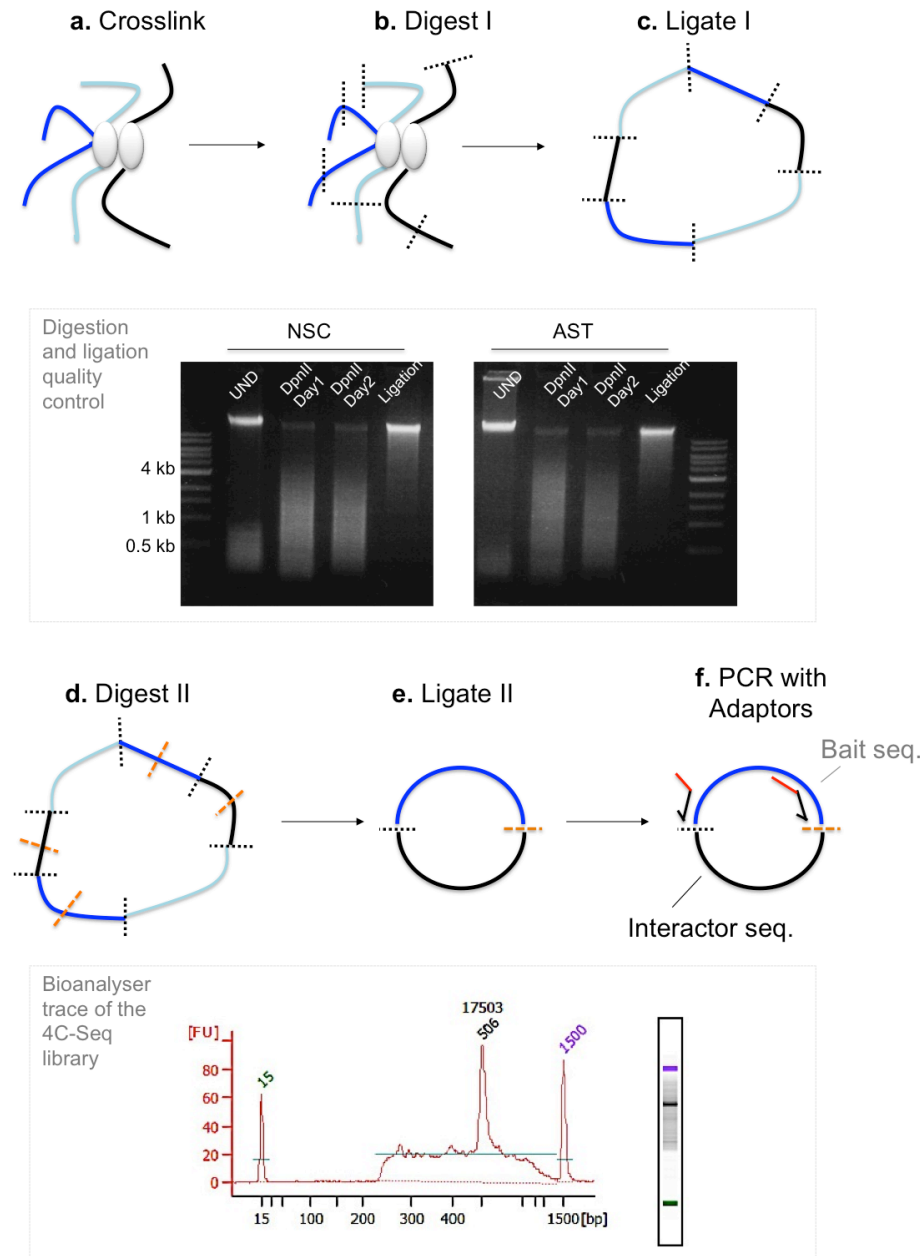 a. Crosslink
b. Digest I
c. Ligate I
Digestion
and ligation
quality
control
NSC
AST
UND
DpnII
Day1
DpnII
Day2
Ligation
UND
DpnII
Day1
DpnII
Day2
Ligation
4 kb
1 kb
0.5 kb
d. Digest II
e. Ligate II
f. PCR with
Adaptors
Bait seq.
Interactor seq.
Bioanalyser
trace of the
4C-Seq
library
[FU]
80
60
40
20
0
15
17503
506
1500
15
100
200
300
400
1500
[bp]